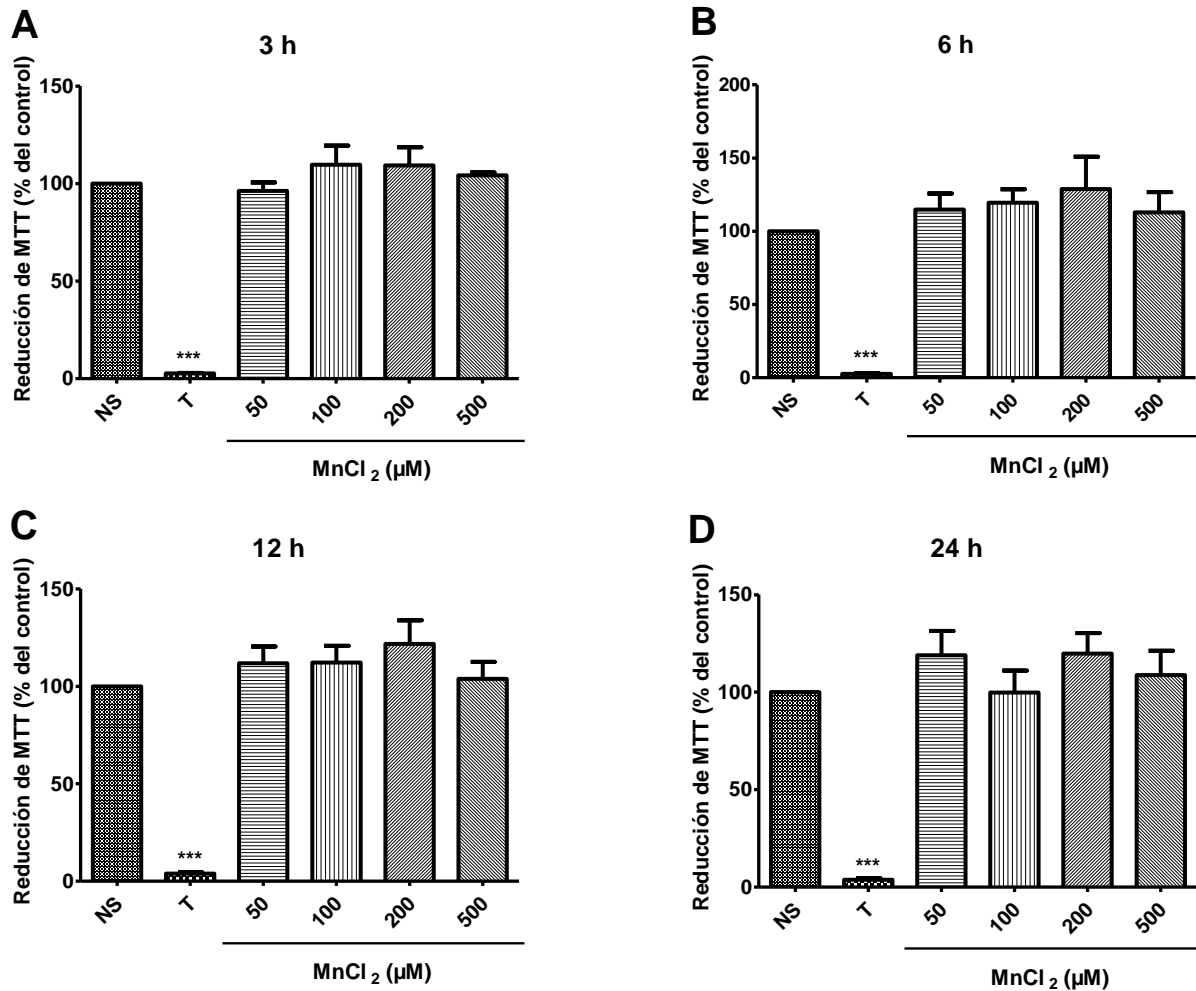 A
3 h
Reducción de MTT (% del control)
150
100
50
0
***
NS
T
50
100
200
500
MnCl 2 (µM)
B
6 h
Reducción de MTT (% del control)
200
150
100
50
0
***
NS
T
50
100
200
500
MnCl 2 (µM)
C
12 h
Reducción de MTT (% del control)
150
100
50
0
***
NS
T
50
100
200
500
MnCl 2 (µM)
D
24 h
Reducción de MTT (% del control)
150
100
50
0
***
NS
T
50
100
200
500
MnCl 2 (µM)